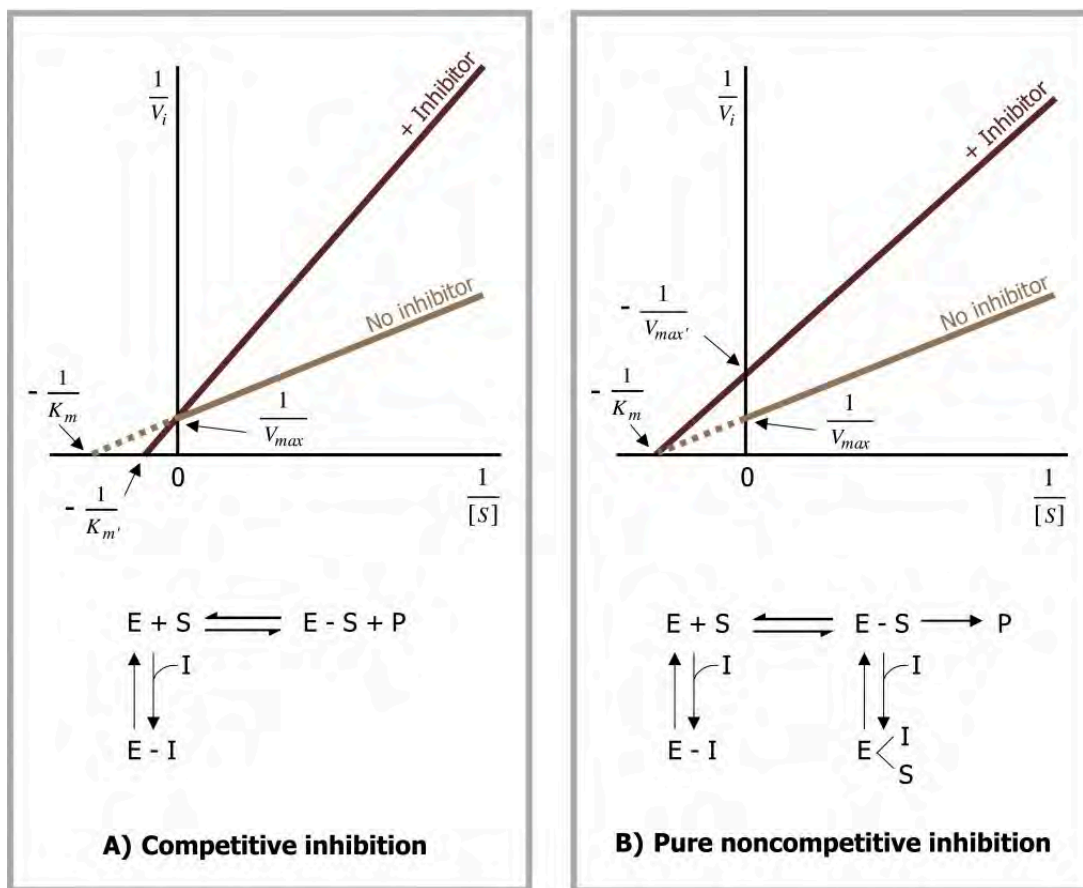 1
V_i
+ Inhibitor
No inhibitor
- 1
K_m
1
V_max
0
1
[S]
- 1
K_m'
E + S
E - S + P
I
E - I
A) Competitive inhibition
1
V_i
+ Inhibitor
- 1
V_max'
No inhibitor
- 1
K_m
1
V_max
0
1
[S]
E + S
E - S
P
I
I
E - I
E
I
S
B) Pure noncompetitive inhibition